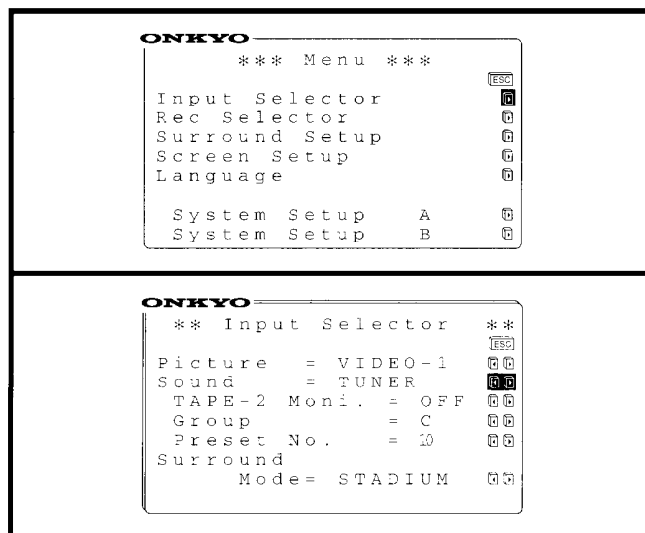 ONKYO
*** Menu ***
ESC
Input Selector
Rec Selector
Surround Setup
Screen Setup
Language
System Setup A
System Setup B
ONKYO
** Input Selector **
ESC
Picture = VIDEO-1
Sound = TUNER
TAPE-2 Moni. = OFF
Group = C
Preset No. = 10
Surround
Mode= STADIUM